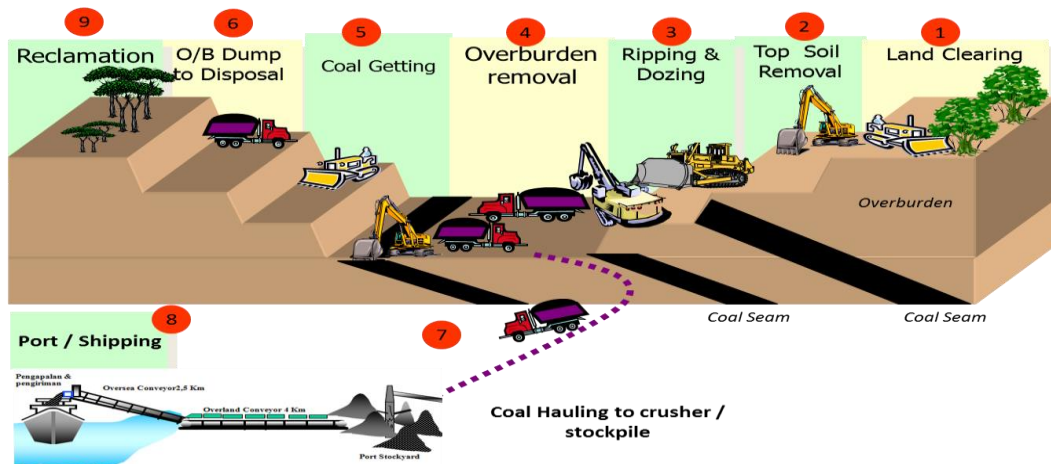 9
6
5
4
3
2
1
Reclamation
O/B Dump
to Disposal
Coal Getting
Overburden
removal
Ripping &
Dozing
Top Soil
Removal
Land Clearing
Overburden
Coal Seam
Coal Seam
8
7
Port / Shipping
Pengapalan &
pengiriman
Oversea Conveyor2,5 Km
Overland Conveyor 4 Km
Port Stockyard
Coal Hauling to crusher /
stockpile